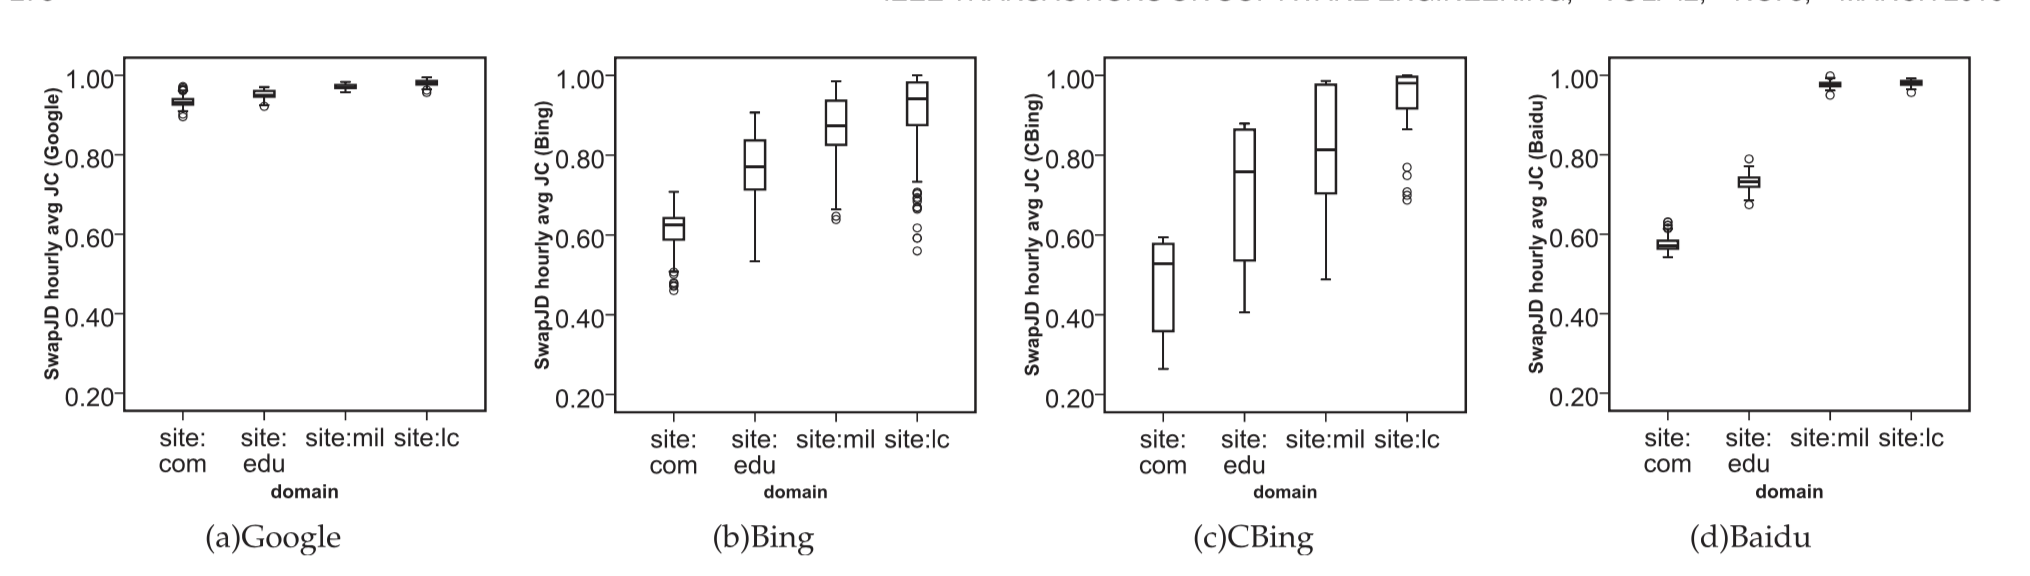 SwapJD hourly avg JC (Google)
1.00
0.80
0.60
0.40
0.20
site: com
site: edu
site:mil
site:lc
domain
(a)Google
SwapJD hourly avg JC (Bing)
1.00
0.80
0.60
0.40
0.20
site: com
site: edu
site:mil
site:lc
domain
(b)Bing
SwapJD hourly avg JC (CBing)
1.00
0.80
0.60
0.40
0.20
site: com
site: edu
site:mil
site:lc
domain
(c)CBing
SwapJD hourly avg JC (Baidu)
1.00
0.80
0.60
0.40
0.20
site: com
site: edu
site:mil
site:lc
domain
(d)Baidu